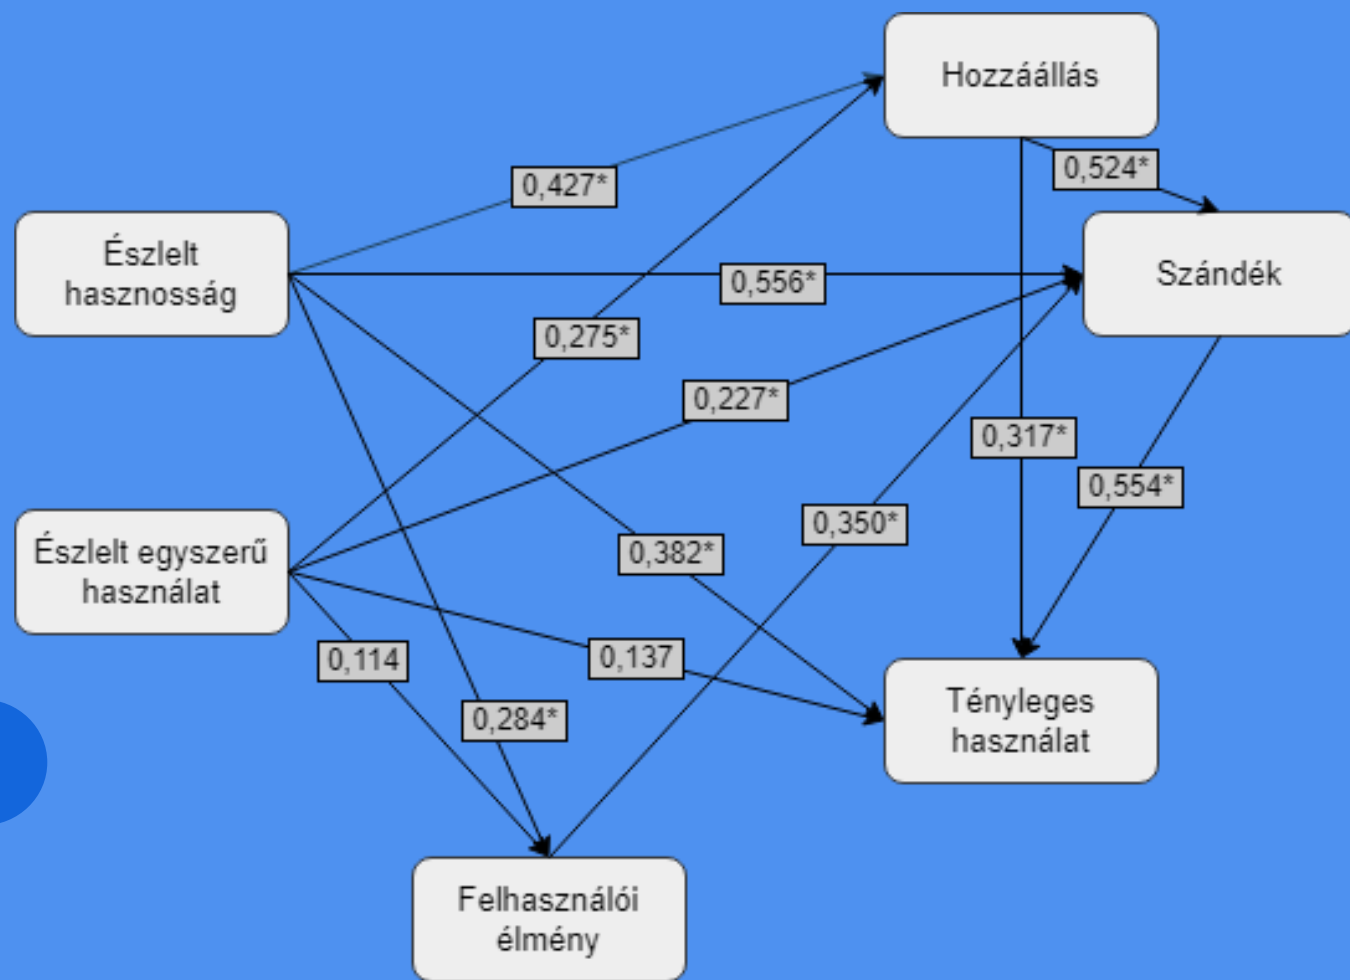 Hozzáállás
0,524*
0,427*
Észlelt
hasznosság
0,556*
Szándék
0,275*
0,227*
0,317*
0,554*
0,350*
Észlelt egyszerű
használat
0,382*
0,114
0,137
0,284*
Tényleges
használat
Felhasználói
élmény